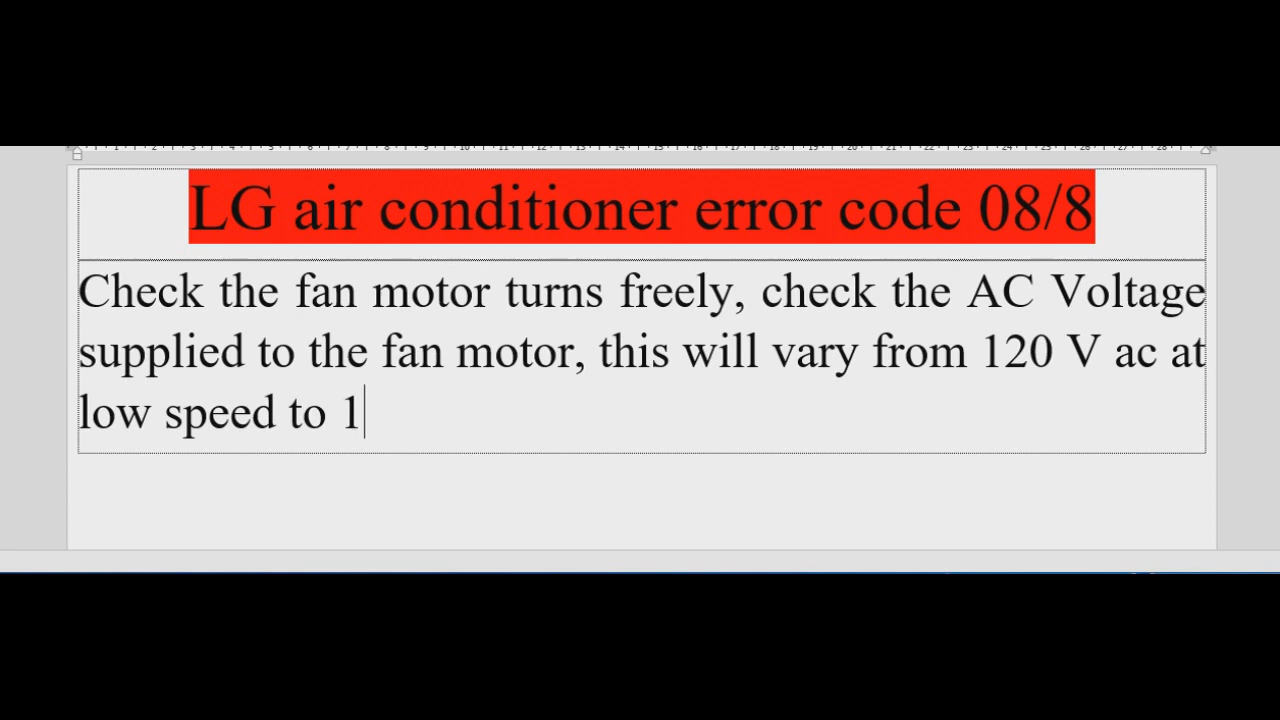 LG air conditioner error code 08/8
Check the fan motor turns freely, check the AC Voltage
supplied to the fan motor, this will vary from 120 V ac at
low speed to 1